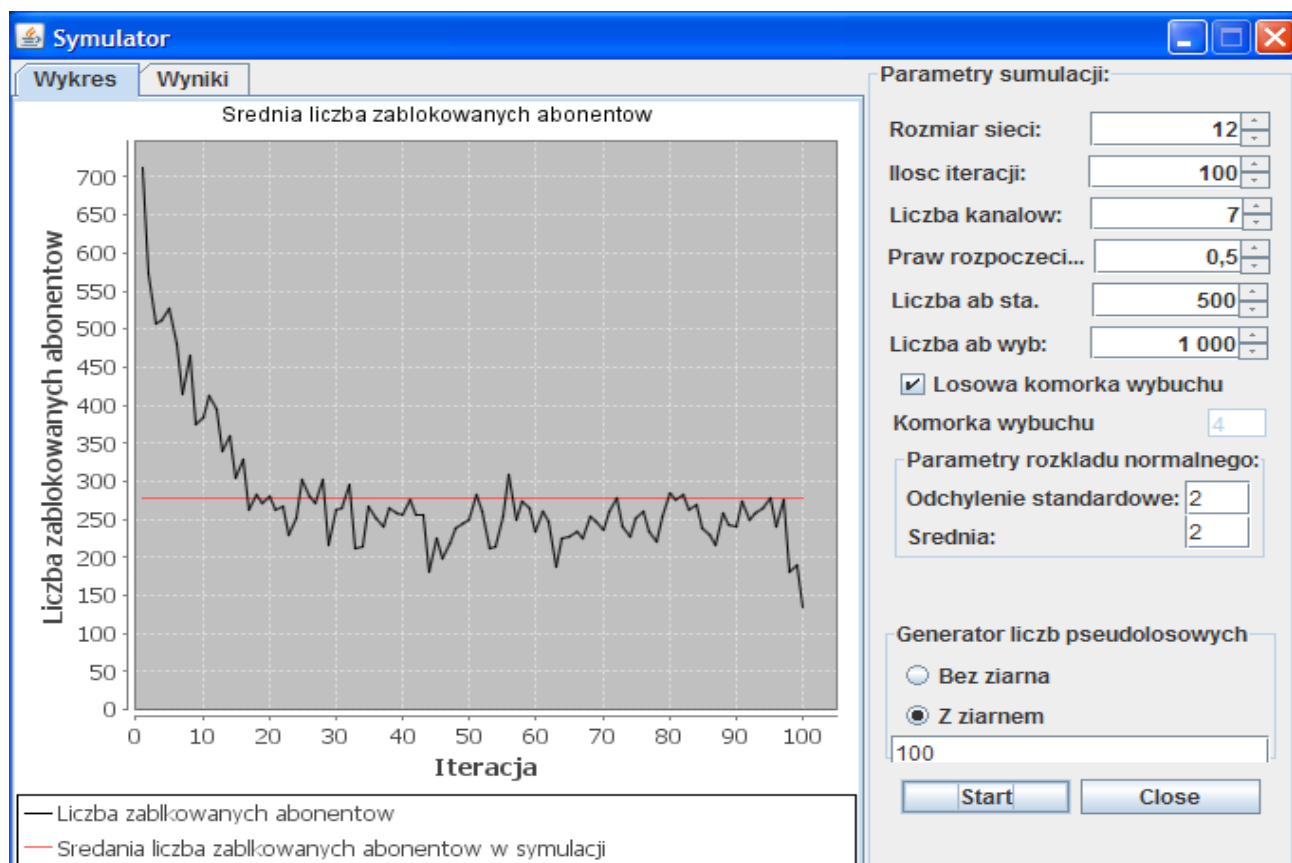 Symulator
Wykres
Wyniki
Srednia liczba zablokowanych abonentow
Liczba zablokowanych abonentow
700
650
600
550
500
450
400
350
300
250
200
150
100
50
0
0 10 20 30 40 50 60 70 80 90 100
Iteracja
Liczba zablkowanych abonentow
Sredania liczba zablkowanych abonentow w symulacji
Parametry sumulacji:
Rozmiar sieci: 12
Ilosc iteracji: 100
Liczba kanalow: 7
Praw rozpoczeci... 0,5
Liczba ab sta. 500
Liczba ab wyb: 1 000
Losowa komorka wybuchu
Komorka wybuchu 4
Parametry rozkladu normalnego:
Odchylenie standardowe: 2
Srednia: 2
Generator liczb pseudolosowych
Bez ziarna
Z ziarnem
100
Start
Close